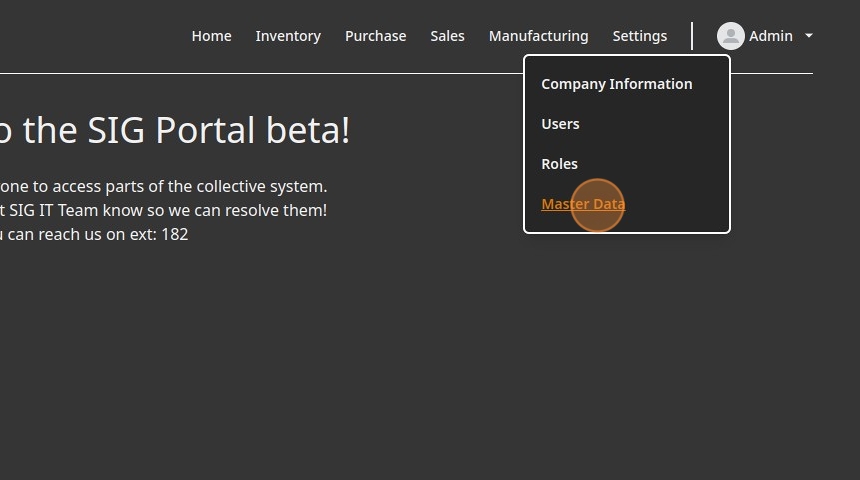 Home Inventory Purchase Sales Manufacturing Settings Admin
Company Information
Users
Roles
Master Data
o the SIG Portal beta!
one to access parts of the collective system.
t SIG IT Team know so we can resolve them!
u can reach us on ext: 182